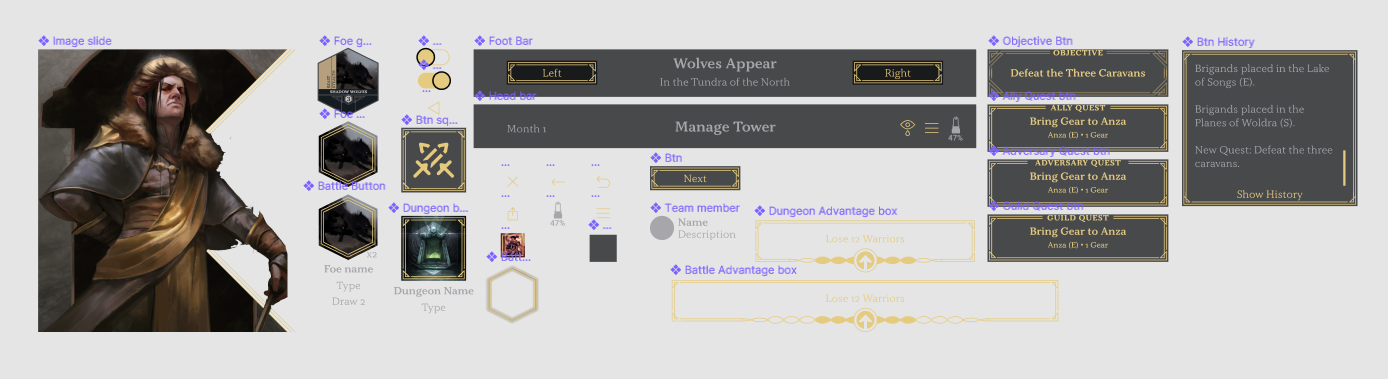 Image slide
Foe g...
SHADOW WOLVES
3
Foe ...
Battle Button
x2
Foe name
Type
Draw 2
...
...
...
Btn sq...
Dungeon b...
Dungeon Name
Type
Foot Bar
Left
Wolves Appear
In the Tundra of the North
Right
Head bar
Month 1
Manage Tower
47%
...
...
...
...
...
...
47%
...
...
Batt...
Btn
Next
Team member
Name
Description
Dungeon Advantage box
Lose 12 Warriors
Battle Advantage box
Lose 12 Warriors
Objective Btn
OBJECTIVE
Defeat the Three Caravans
Ally Quest btn
ALLY QUEST
Bring Gear to Anza
Anza (E) • 1 Gear
Adversary Quest btn
ADVERSARY QUEST
Bring Gear to Anza
Anza (E) • 1 Gear
Guild Quest btn
GUILD QUEST
Bring Gear to Anza
Anza (E) • 1 Gear
Btn History
Brigands placed in the Lake
of Songs (E).
Brigands placed in the
Planes of Woldra (S).
New Quest: Defeat the three
caravans.
Show History